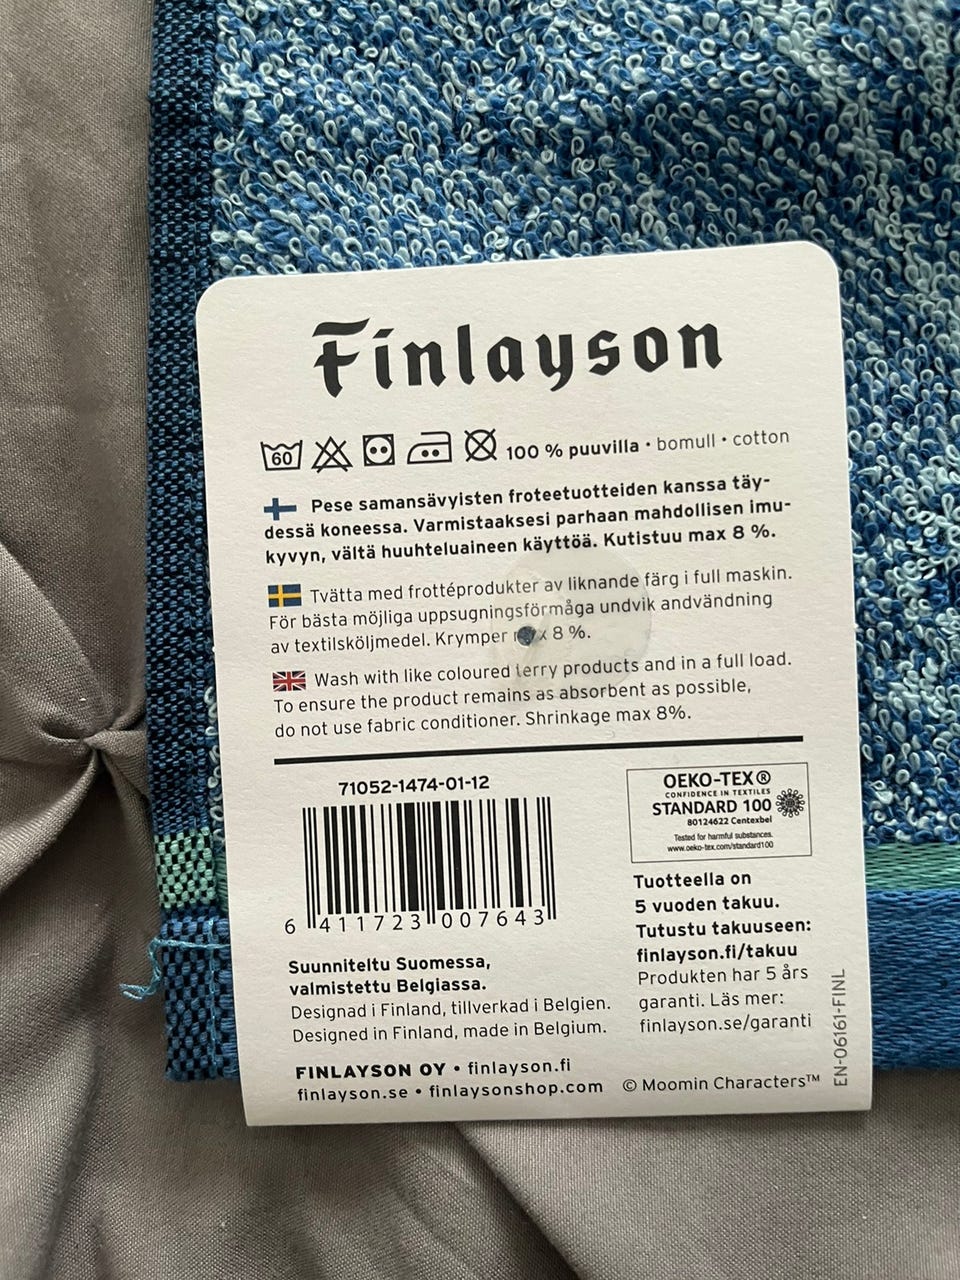 Finlayson
60
100 % puuvilla • bomull • cotton
Pese samansävyisten froteetuotteiden kanssa täy-
dessä koneessa. Varmistaaksesi parhaan mahdollisen imu-
kyvyn, vältä huuhteluaineen käyttöä. Kutistuu max 8 %.
Tvätta med frottéprodukter av liknande färg i full maskin.
För bästa möjliga uppsugningsförmåga undvik andvändning
av textilsköljmedel. Krymper max 8 %.
Wash with like coloured terry products and in a full load.
To ensure the product remains as absorbent as possible,
do not use fabric conditioner. Shrinkage max 8%.
71052-1474-01-12
6 411723 007643
Suunniteltu Suomessa,
valmistettu Belgiassa.
Designad i Finland, tillverkad i Belgien.
Designed in Finland, made in Belgium.
FINLAYSON OY • finlayson.fi
finlayson.se • finlaysonshop.com
OEKO-TEX®
CONFIDENCE IN TEXTILES
STANDARD 100
80124622 Centexbel
Tested for harmful substances.
www.oeko-tex.com/standard100
Tuotteella on
5 vuoden takuu.
Tutustu takuuseen:
finlayson.fi/takuu
Produkten har 5 års
garanti. Läs mer:
finlayson.se/garanti
© Moomin Characters™
EN-06161-FINL